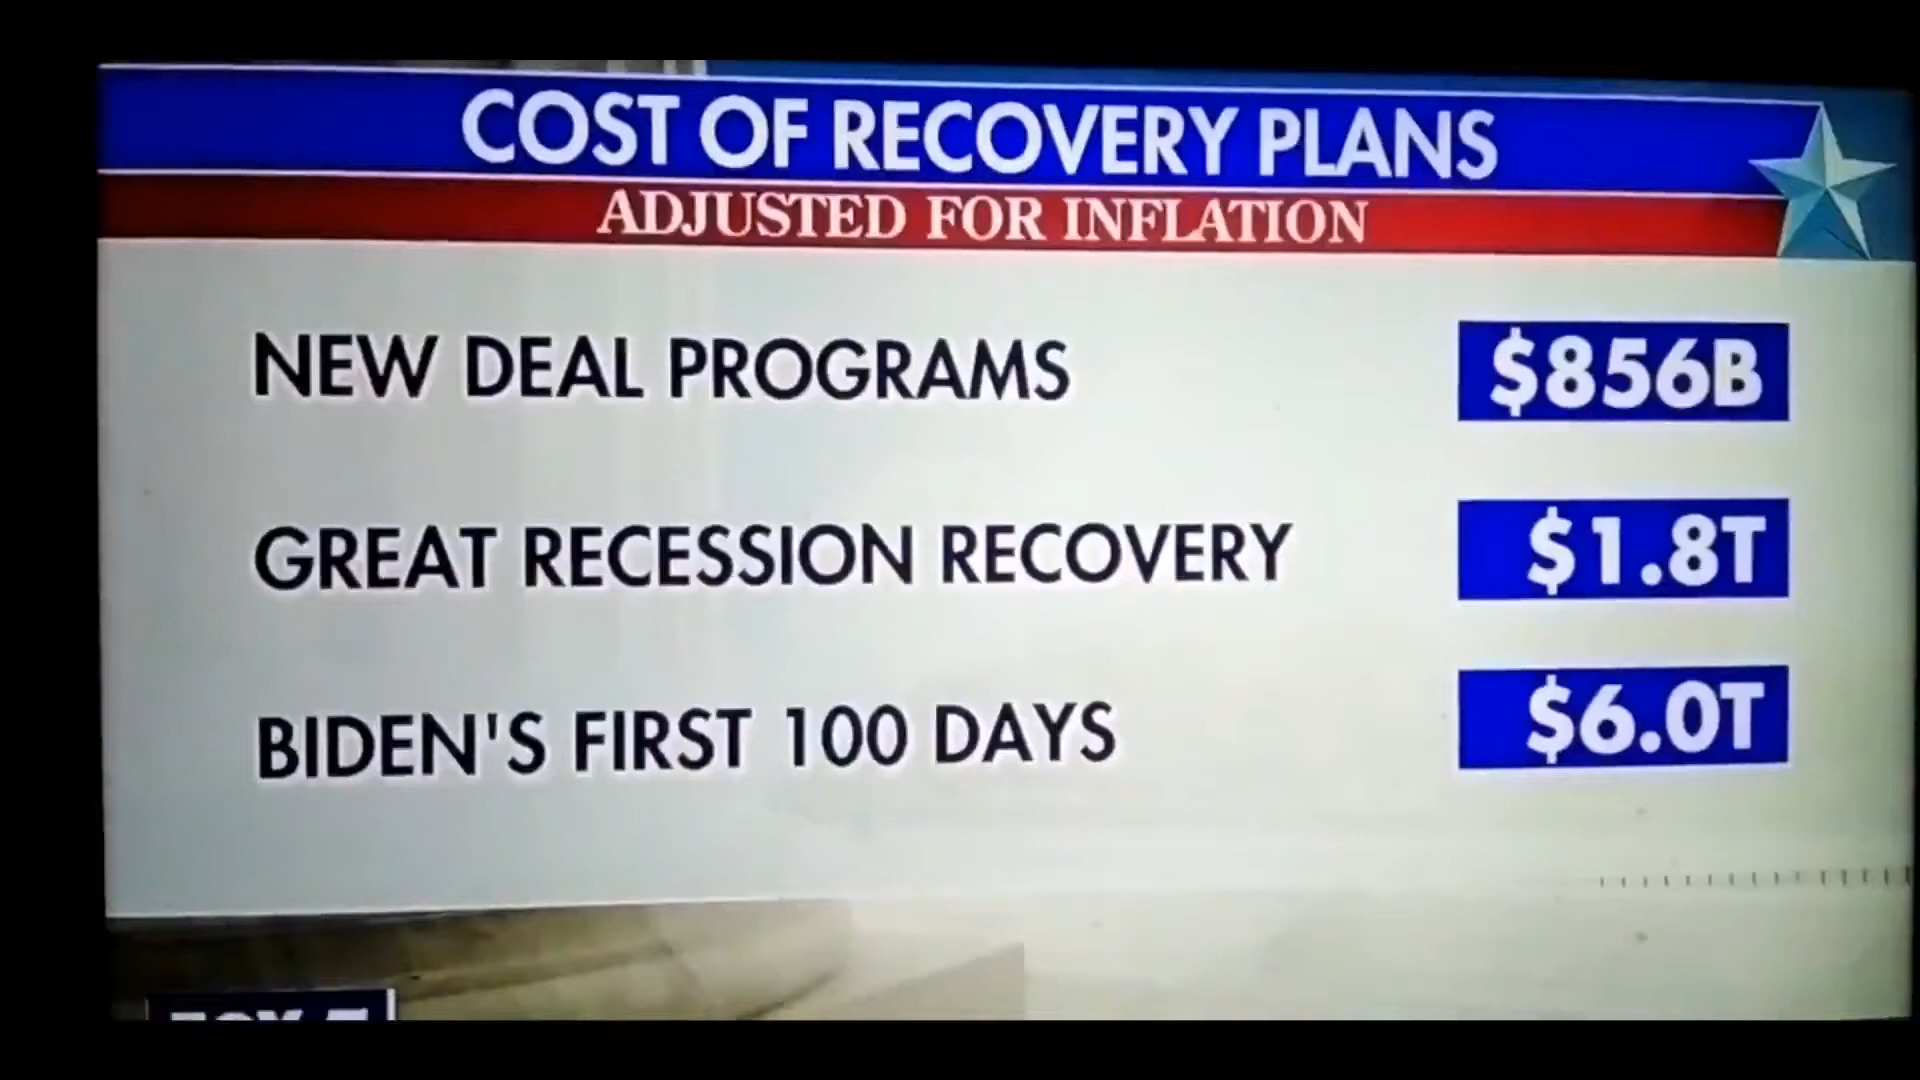 COST OF RECOVERY PLANS
ADJUSTED FOR INFLATION
NEW DEAL PROGRAMS $856B
GREAT RECESSION RECOVERY $1.8T
BIDEN'S FIRST 100 DAYS $6.0T